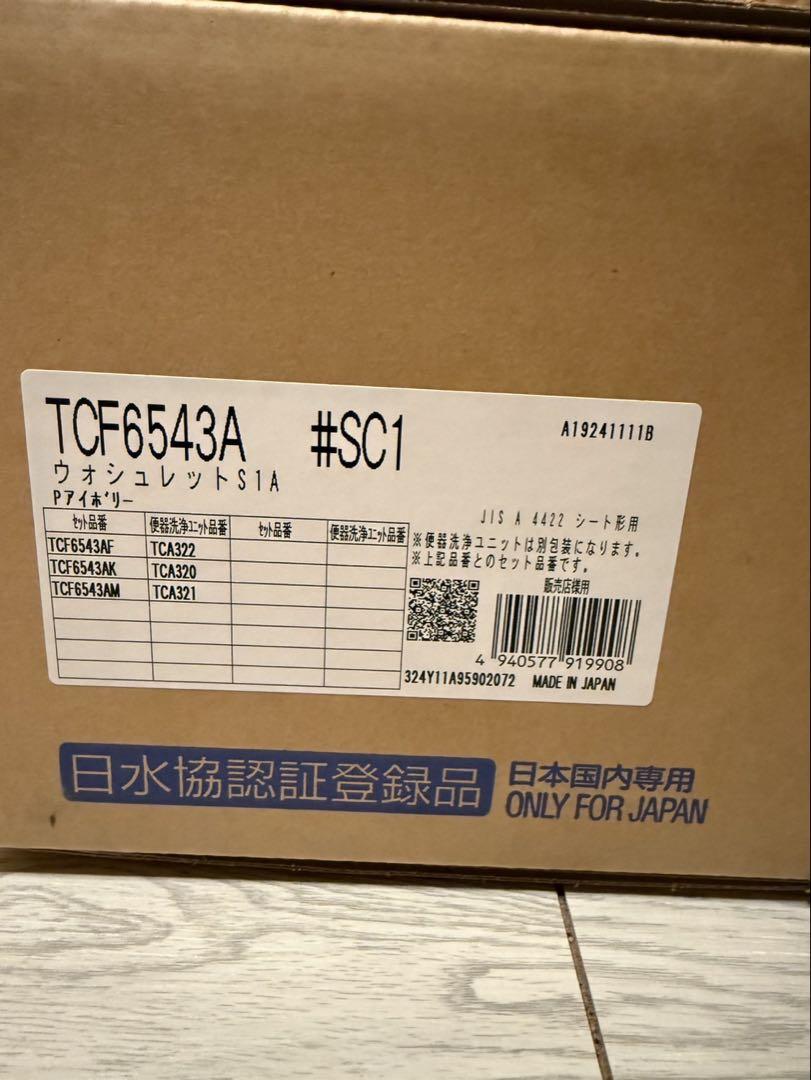 TCF6543A #SC1
A19241111B
ウォシュレットS1A
Pアイボリー
JIS A 4422 シート形用
セット品番 便器洗浄ユニット品番 セット品番 便器洗浄ユニット品番
TCF6543AF TCA322
TCF6543AK TCA320
TCF6543AM TCA321
※便器洗浄ユニットは別包装になります。
※上記品番とのセット品番です。
販売店様用
4 940577 919908
324Y11A95902072 MADE IN JAPAN
日水協認証登録品
日本国内専用
ONLY FOR JAPAN